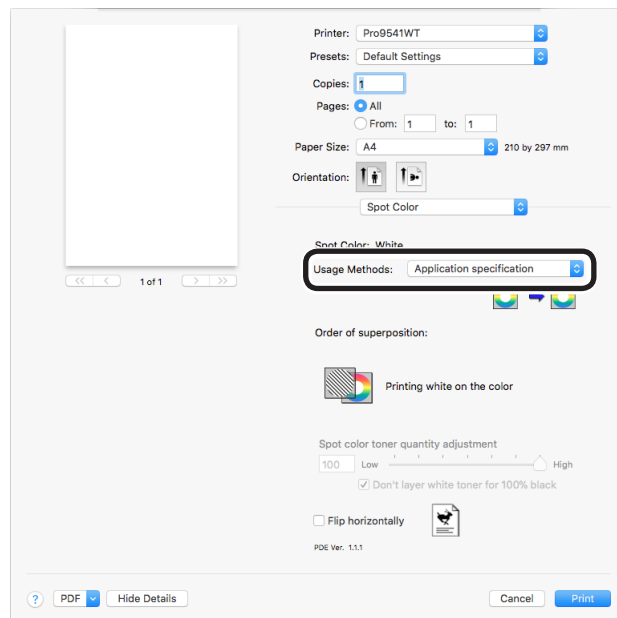 Printer: Pro9541WT
Presets: Default Settings
Copies: 1
Pages: All
From: 1 to: 1
Paper Size: A4 210 by 297 mm
Orientation:
Spot Color
Spot Color: White
Usage Methods: Application specification
<< < 1 of 1 > >>
Order of superposition:
Printing white on the color
Spot color toner quantity adjustment
100 Low High
Don't layer white toner for 100% black
Flip horizontally
PDE Ver. 1.1.1
? PDF Hide Details Cancel Print